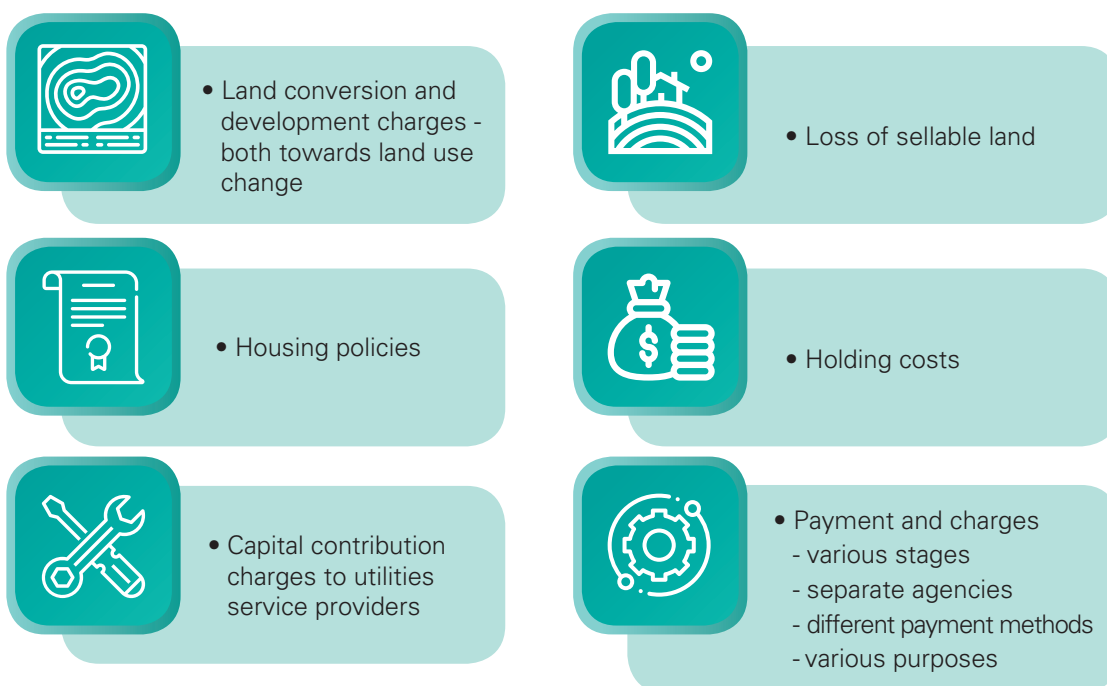 • Land conversion and
development charges -
both towards land use
change
• Loss of sellable land
• Housing policies
$
• Holding costs
• Capital contribution
charges to utilities
service providers
• Payment and charges
- various stages
- separate agencies
- different payment methods
- various purposes